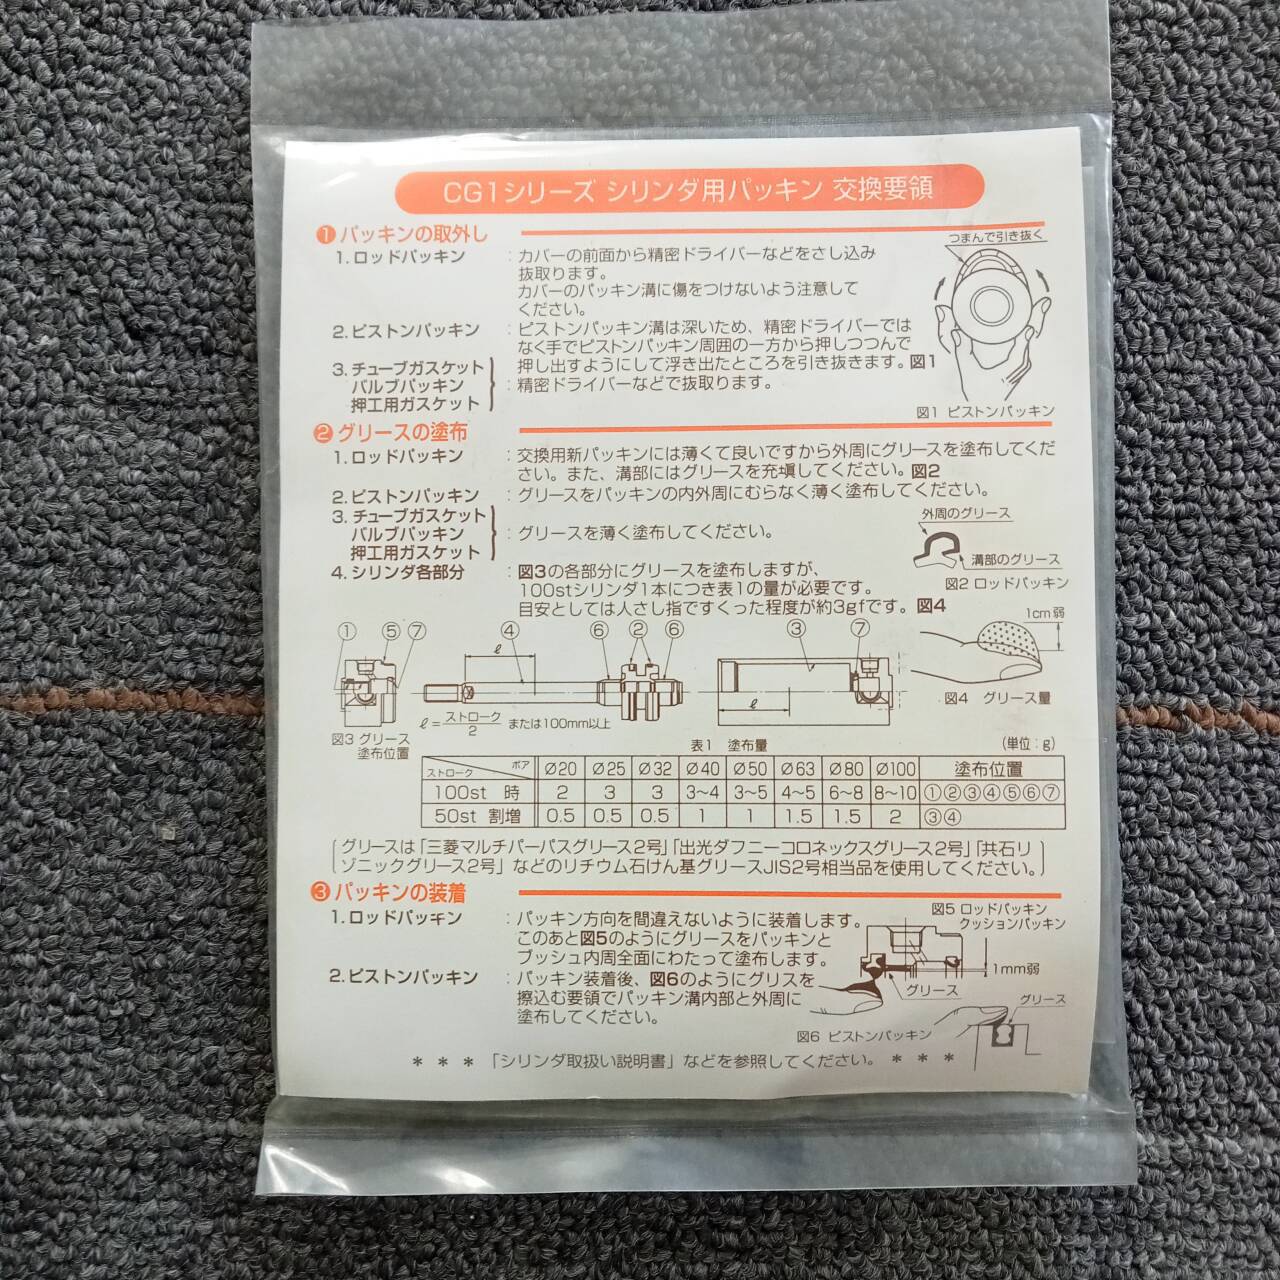 CG1シリーズ シリンダ用パッキン 交換要領
❶ パッキンの取外し
1. ロッドパッキン : カバーの前面から精密ドライバーなどをさし込み
抜取ります。
カバーのパッキン溝に傷をつけないよう注意して
ください。
つまんで引き抜く
2. ピストンパッキン : ピストンパッキン溝は深いため、精密ドライバーでは
なく手でピストンパッキン周囲の一方から押しつつんで
押し出すようにして浮き出たところを引き抜きます。図1
3. チューブガスケット
バルブパッキン : 精密ドライバーなどで抜取ります。
押工用ガスケット
図1 ピストンパッキン
❷ グリースの塗布
1. ロッドパッキン : 交換用新パッキンには薄くて良いですから外周にグリースを塗布してくだ
さい。また、溝部にはグリースを充填してください。図2
2. ピストンパッキン : グリースをパッキンの内外周にむらなく薄く塗布してください。
3. チューブガスケット
バルブパッキン : グリースを薄く塗布してください。
押工用ガスケット
外周のグリース
溝部のグリース
図2 ロッドパッキン
4. シリンダ各部分 : 図3の各部分にグリースを塗布しますが、
100stシリンダ1本につき表1の量が必要です。
目安としては人さし指ですくった程度が約3gfです。図4
1cm弱
① ⑤ ⑦ ④ ⑥ ② ⑥ ③ ⑦
ℓ
ℓ
ℓ=ストローク/2 または100mm以上
図3 グリース
塗布位置
図4 グリース量
表1 塗布量 (単位:g)
ストローク ボア Ø20 Ø25 Ø32 Ø40 Ø50 Ø63 Ø80 Ø100 塗布位置
100st 時 2 3 3 3~4 3~5 4~5 6~8 8~10 ①②③④⑤⑥⑦
50st 割増 0.5 0.5 0.5 1 1 1.5 1.5 2 ③④
グリースは「三菱マルチパーパスグリース2号」「出光ダフニーコロネックスグリース2号」「共石リ
ゾニックグリース2号」などのリチウム石けん基グリースJIS2号相当品を使用してください。
❸ パッキンの装着
1. ロッドパッキン : パッキン方向を間違えないように装着します。
このあと図5のようにグリースをパッキンと
ブッシュ内周全面にわたって塗布します。
図5 ロッドパッキン
クッションパッキン
1mm弱
グリース
2. ピストンパッキン : パッキン装着後、図6のようにグリスを
擦込む要領でパッキン溝内部と外周に
塗布してください。
グリース
図6 ピストンパッキン
* * * 「シリンダ取扱い説明書」などを参照してください。 * * *